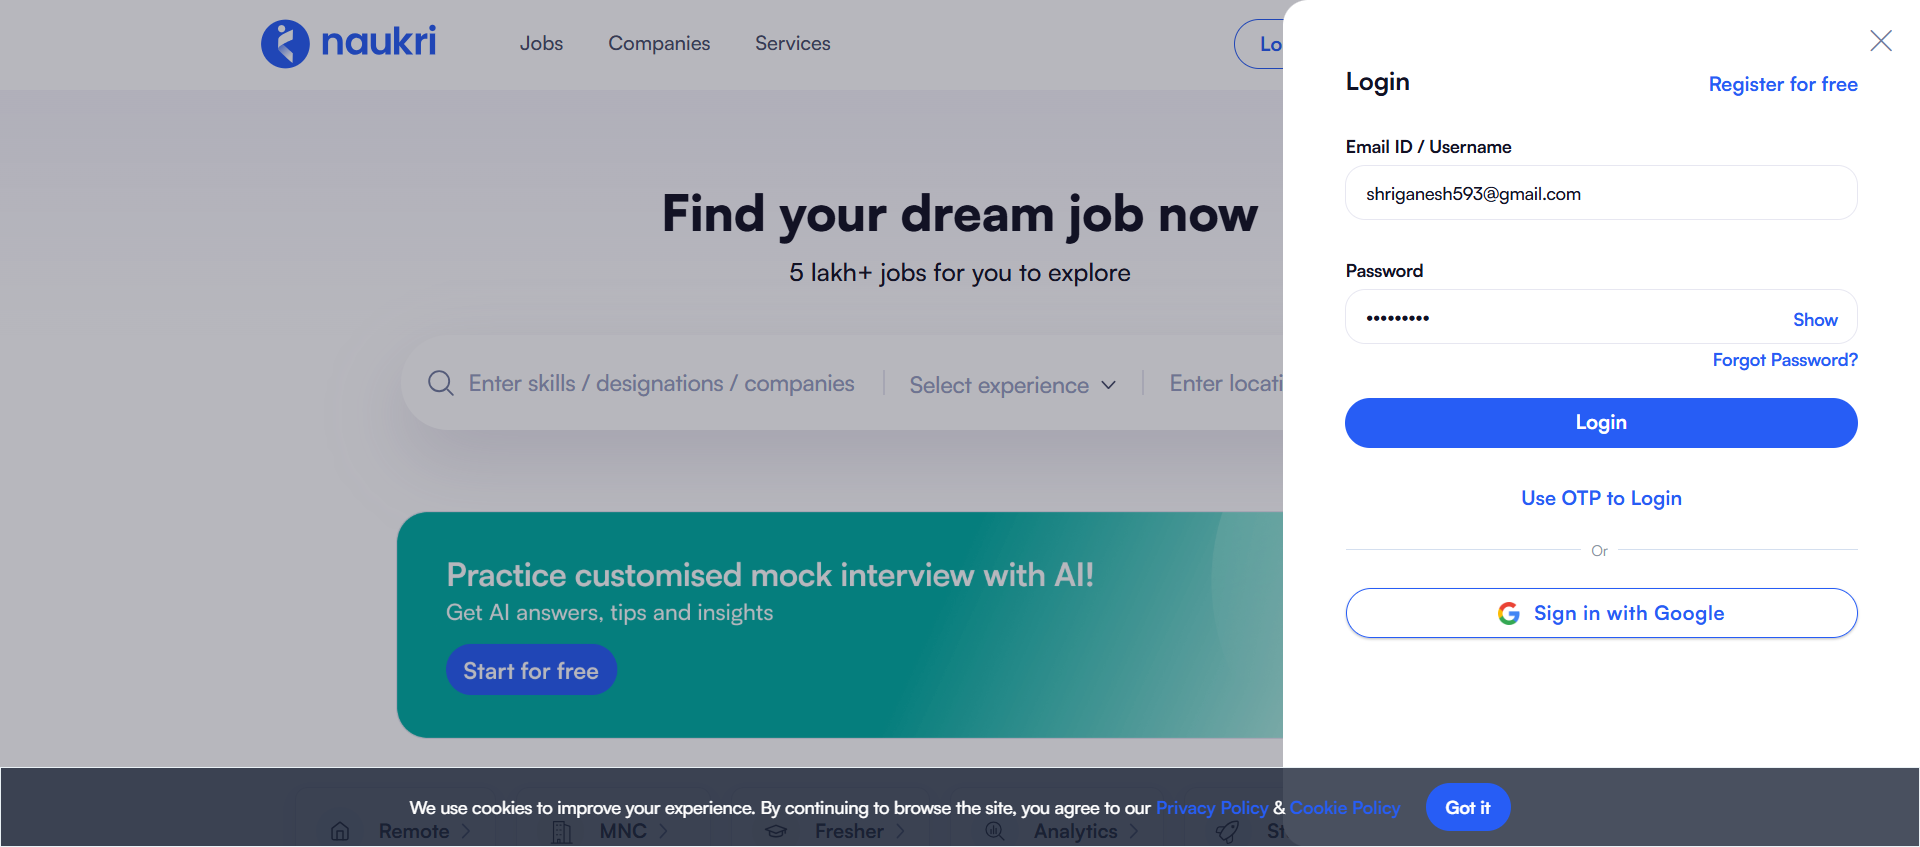 naukri
Jobs
Companies
Services
Lo
Find your dream job now
5 lakh+ jobs for you to explore
Enter skills / designations / companies
Select experience
Enter locati
Practice customised mock interview with AI!
Get AI answers, tips and insights
Start for free
Login
Register for free
Email ID / Username
shriganesh593@gmail.com
Password
•••••••••
Show
Forgot Password?
Login
Use OTP to Login
Or
Sign in with Google
We use cookies to improve your experience. By continuing to browse the site, you agree to our Privacy Policy & Cookie Policy
Got it
Remote
MNC
Fresher
Analytics
St